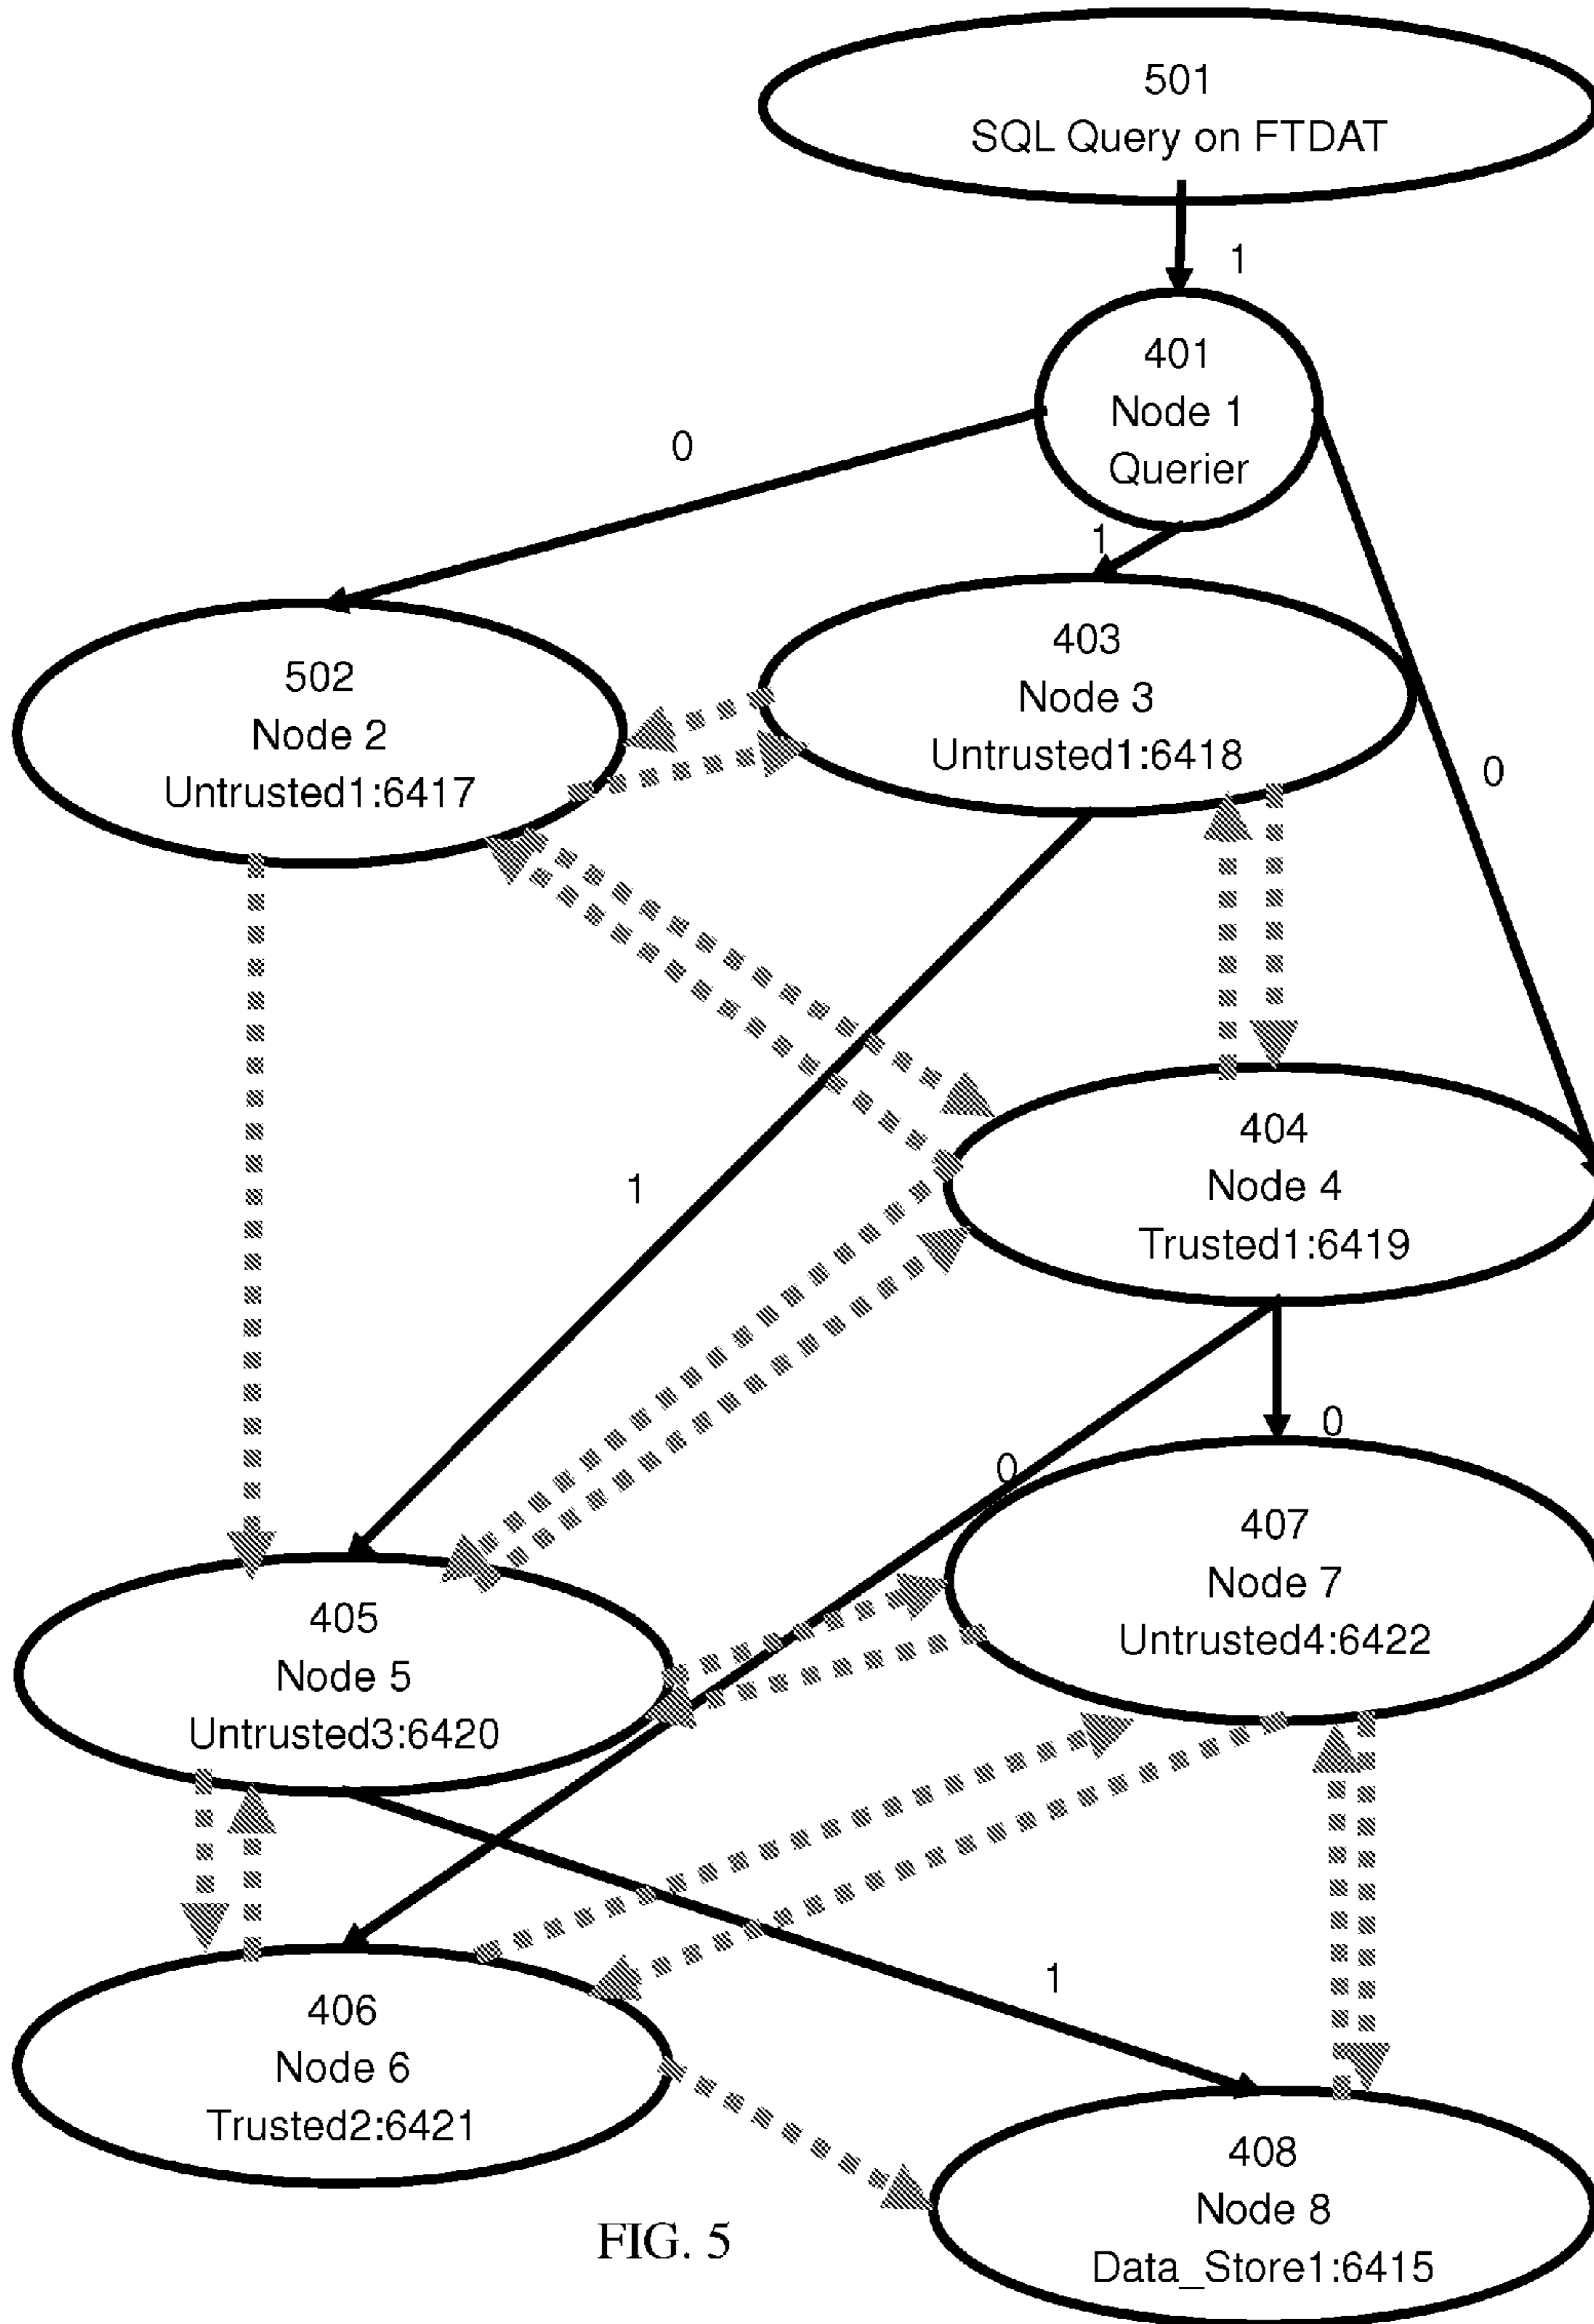 501
SQL Query on FTDAT
1
401
Node 1
Querier
0
1
502
Node 2
Untrusted1:6417
403
Node 3
Untrusted1:6418
0
1
404
Node 4
Trusted1:6419
0
0
407
Node 7
Untrusted4:6422
405
Node 5
Untrusted3:6420
1
406
Node 6
Trusted2:6421
408
Node 8
Data_Store1:6415
FIG. 5